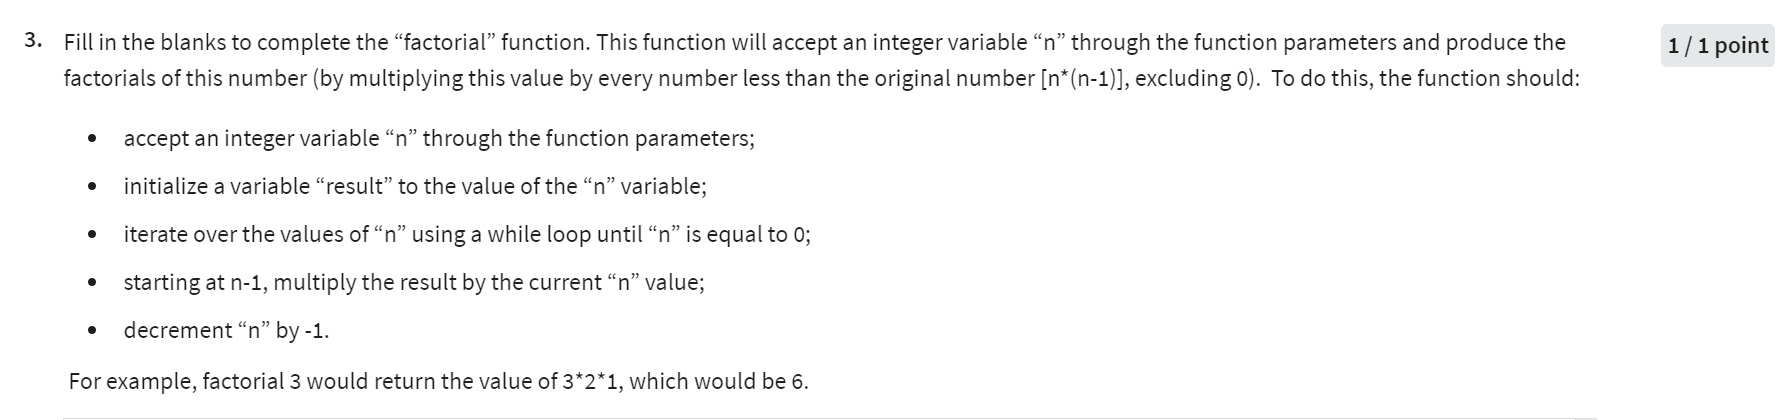 3. Fill in the blanks to complete the “factorial” function. This function will accept an integer variable “n” through the function parameters and produce the
1 / 1 point
factorials of this number (by multiplying this value by every number less than the original number [n*(n-1)], excluding 0).  To do this, the function should:
• accept an integer variable “n” through the function parameters;
• initialize a variable “result” to the value of the “n” variable;
• iterate over the values of “n” using a while loop until “n” is equal to 0;
• starting at n-1, multiply the result by the current “n” value;
• decrement “n” by -1.
For example, factorial 3 would return the value of 3*2*1, which would be 6.